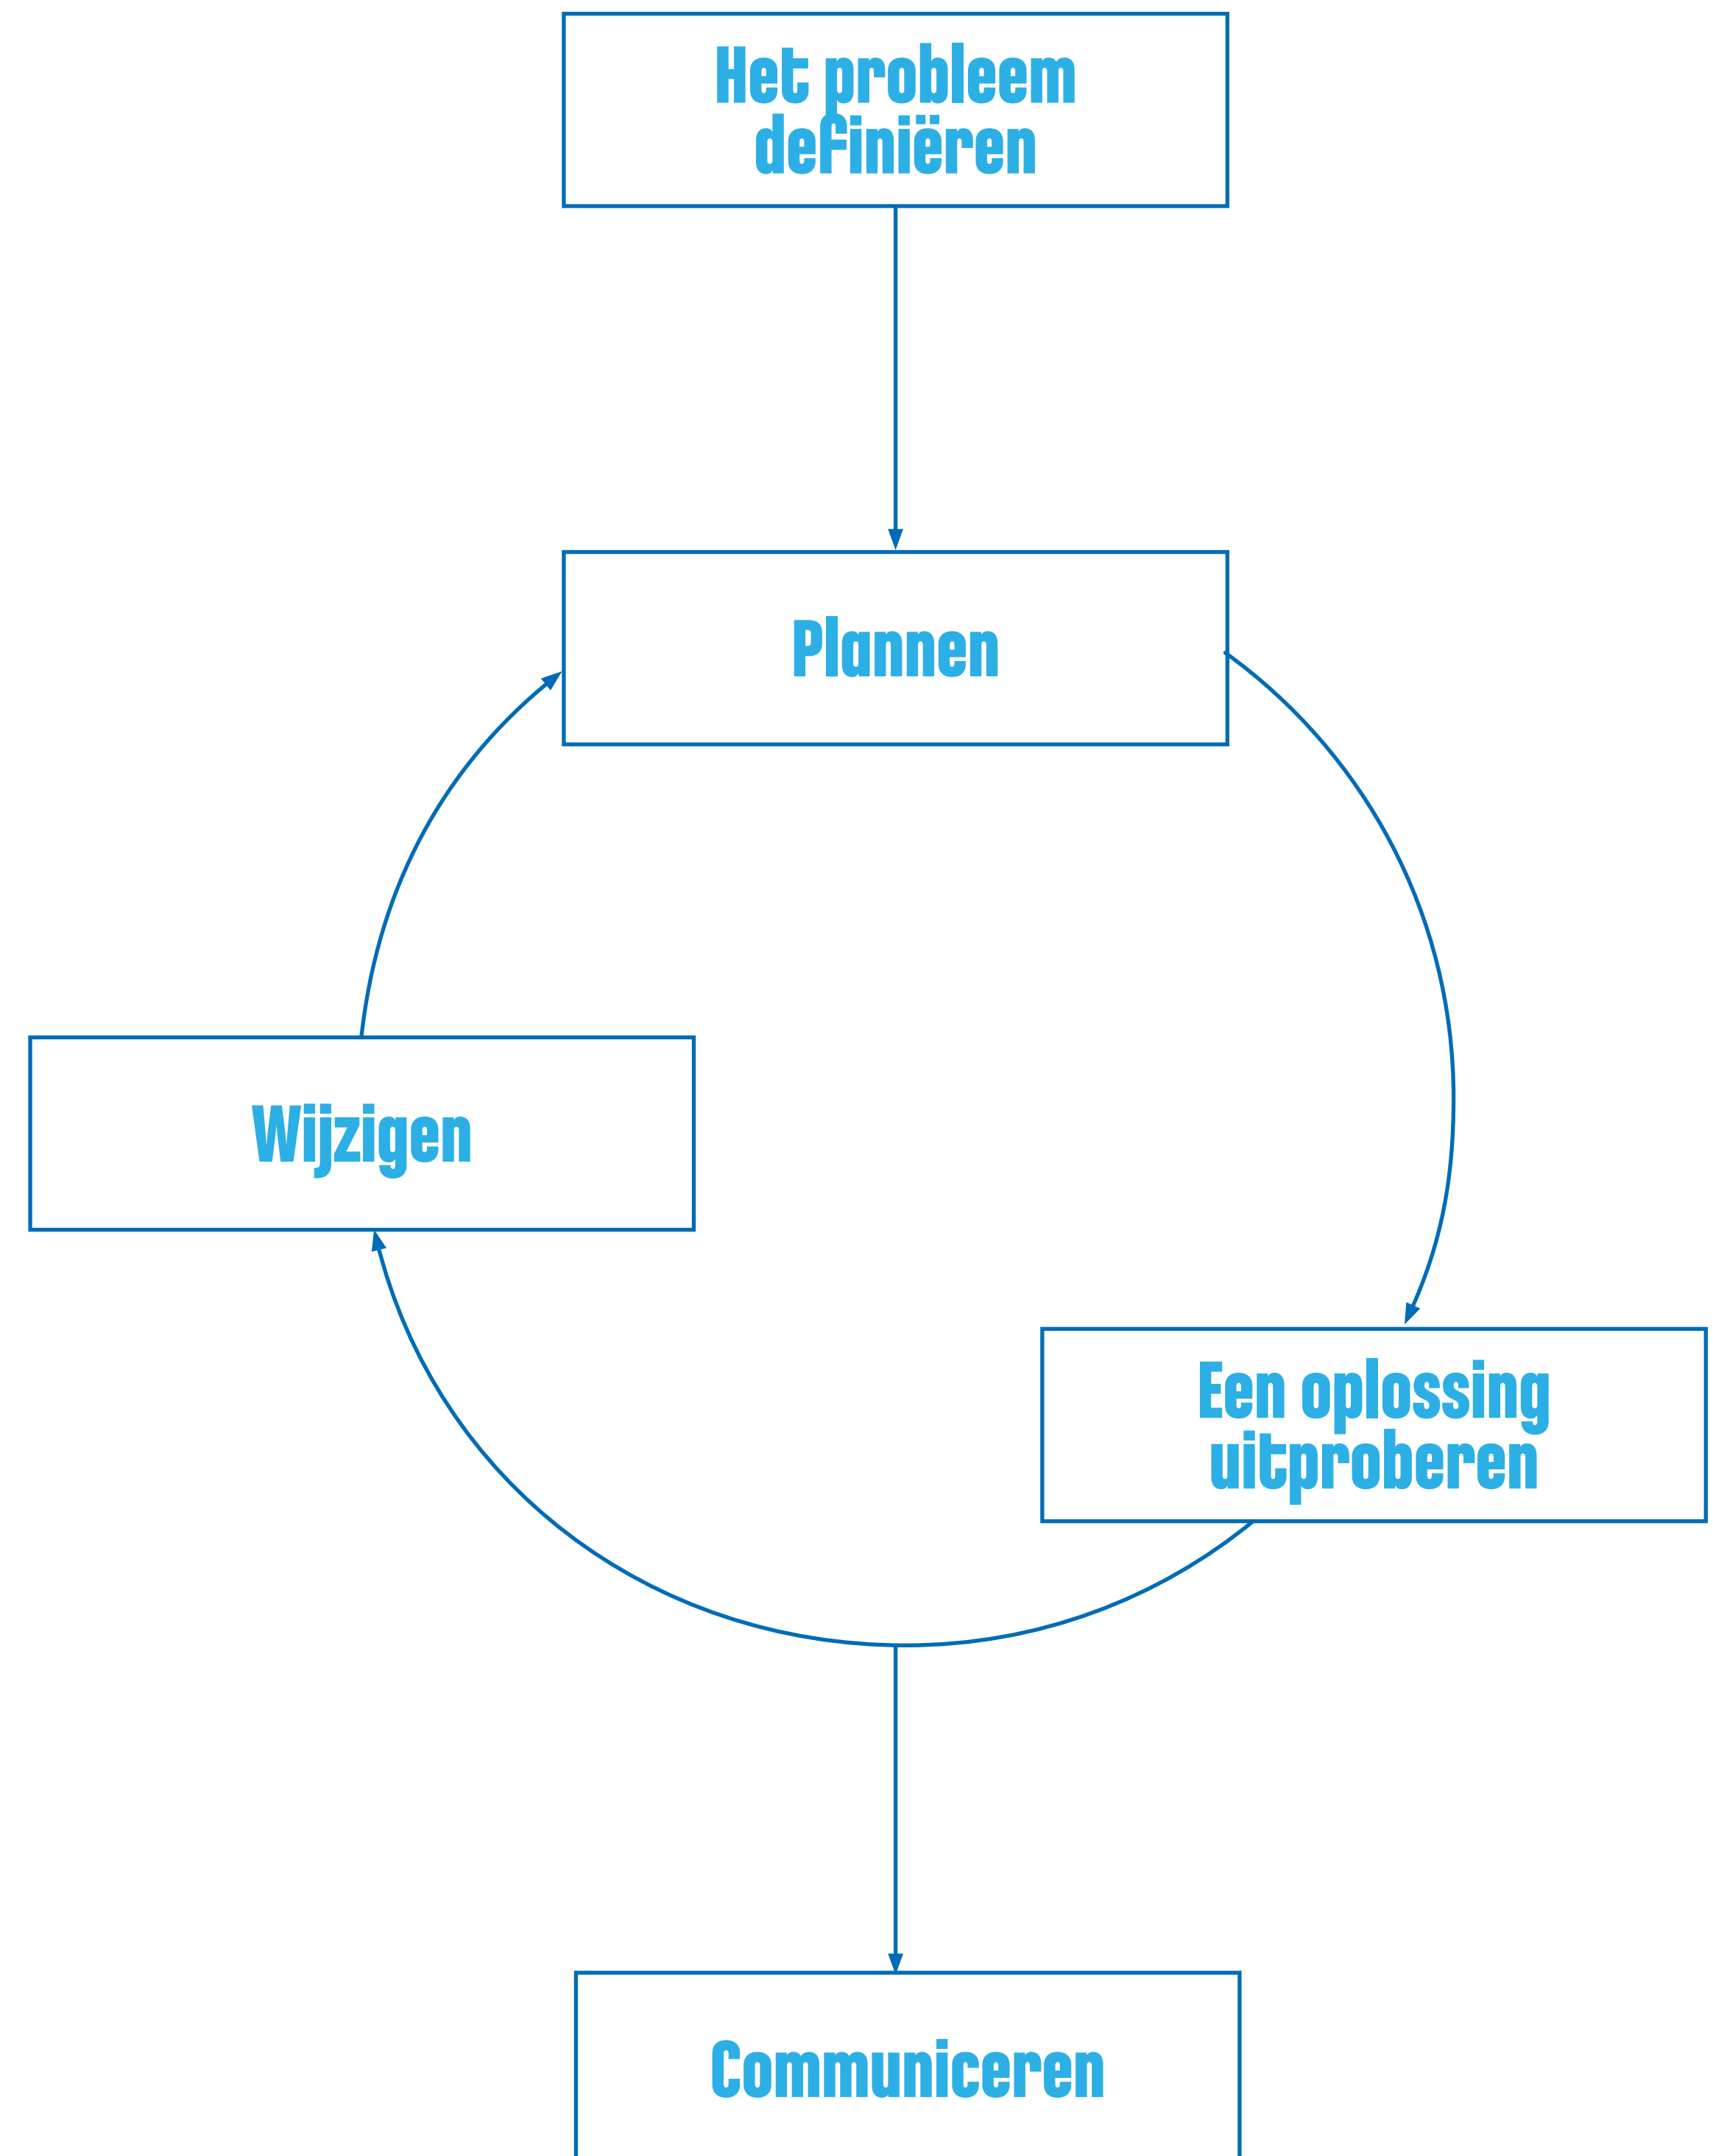 Het probleem
definiëren
Plannen
Wijzigen
Een oplossing
uitproberen
Communiceren